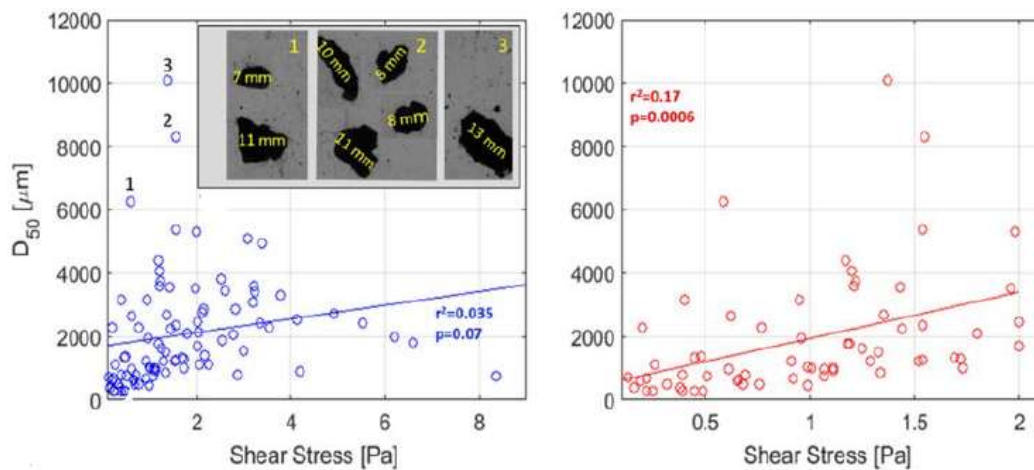 12000
10000
8000
6000
4000
2000
0
D50 [μm]
2
4
6
8
Shear Stress [Pa]
3
2
1
1
7 mm
11 mm
2
10 mm
5 mm
8 mm
11 mm
3
13 mm
r²=0.035
p=0.07
12000
10000
8000
6000
4000
2000
0
0.5
1
1.5
2
Shear Stress [Pa]
r²=0.17
p=0.0006